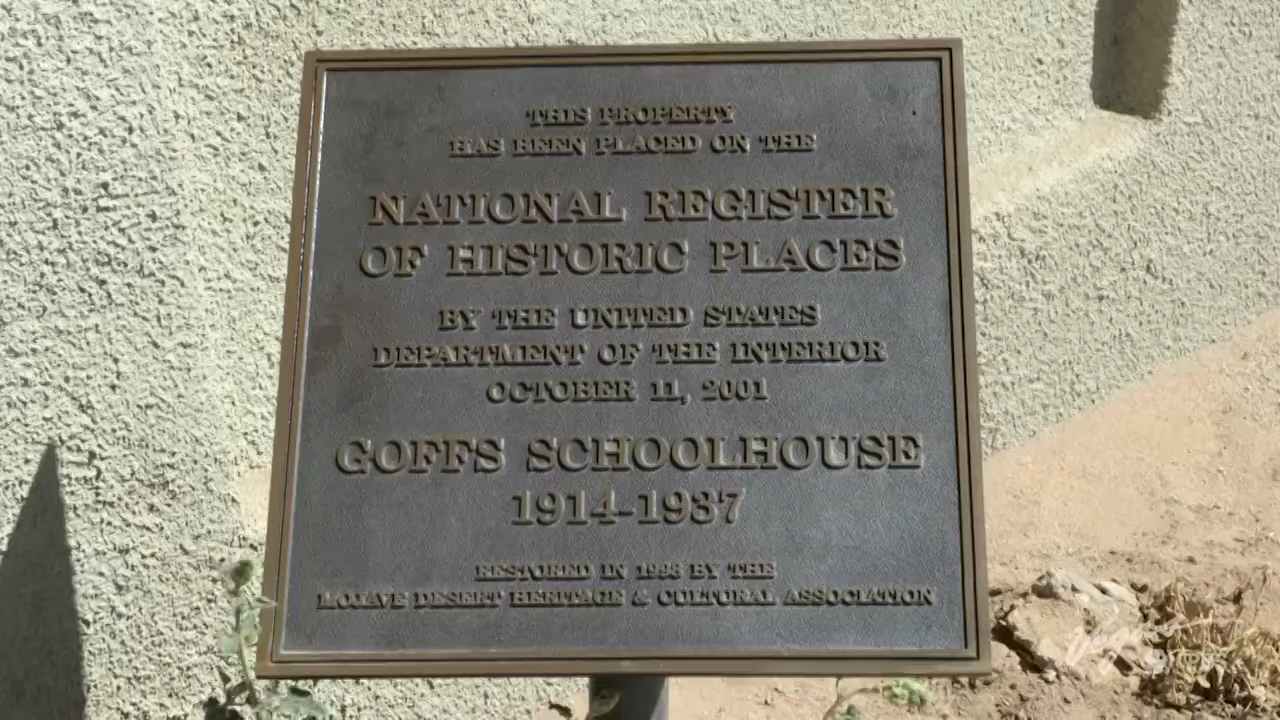 THIS PROPERTY
HAS BEEN PLACED ON THE
NATIONAL REGISTER
OF HISTORIC PLACES
BY THE UNITED STATES
DEPARTMENT OF THE INTERIOR
OCTOBER 11, 2001
GOFFS SCHOOLHOUSE
1914-1937
RESTORED IN 1998 BY THE
MOJAVE DESERT HERITAGE & CULTURAL ASSOCIATION